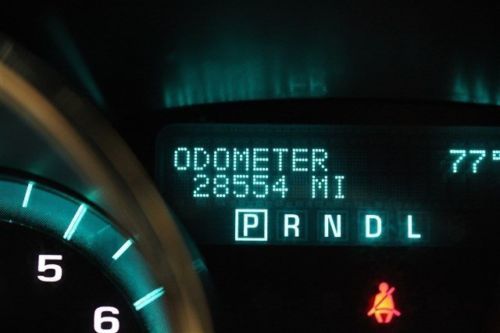 ODOMETER 77°
28554 MI
P R N D L
5
6